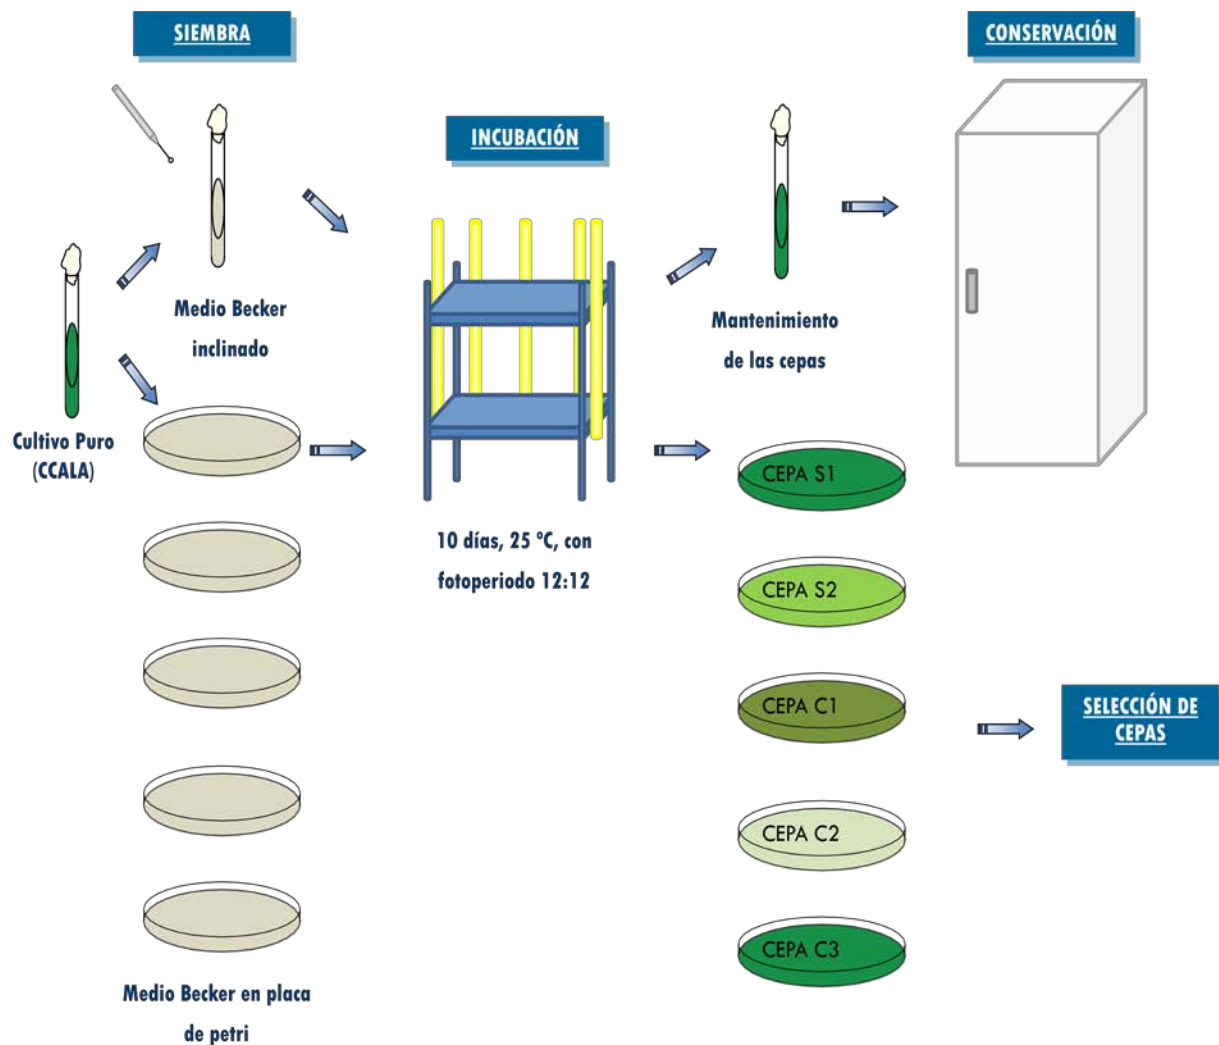 SIEMBRA
CONSERVACIÓN
INCUBACIÓN
Medio Becker
inclinado
Mantenimiento
de las cepas
Cultivo Puro
(CCALA)
CEPA S1
10 días, 25 ºC, con
fotoperiodo 12:12
CEPA S2
CEPA C1
SELECCIÓN DE
CEPAS
CEPA C2
CEPA C3
Medio Becker en placa
de petri